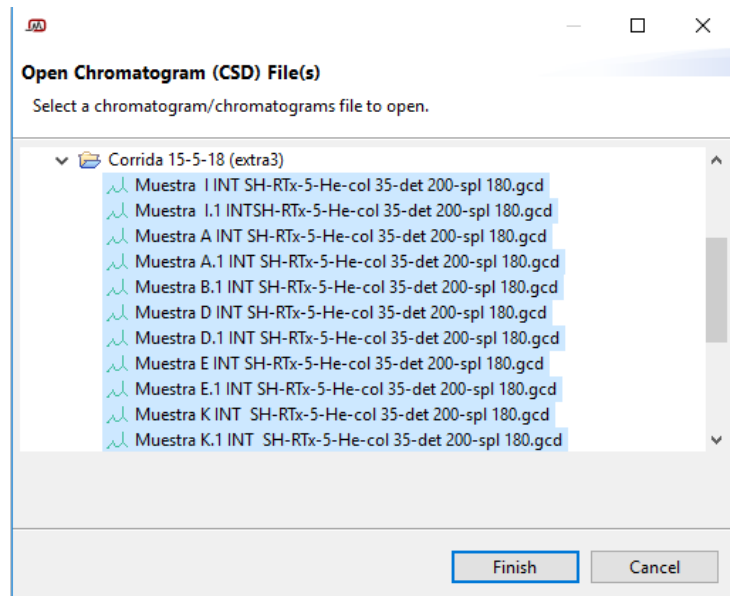 Open Chromatogram (CSD) File(s)
Select a chromatogram/chromatograms file to open.
Corrida 15-5-18 (extra3)
Muestra  I INT SH-RTx-5-He-col 35-det 200-spl 180.gcd
Muestra  I.1 INTSH-RTx-5-He-col 35-det 200-spl 180.gcd
Muestra A INT SH-RTx-5-He-col 35-det 200-spl 180.gcd
Muestra A.1 INT SH-RTx-5-He-col 35-det 200-spl 180.gcd
Muestra B.1 INT SH-RTx-5-He-col 35-det 200-spl 180.gcd
Muestra D INT SH-RTx-5-He-col 35-det 200-spl 180.gcd
Muestra D.1 INT SH-RTx-5-He-col 35-det 200-spl 180.gcd
Muestra E INT SH-RTx-5-He-col 35-det 200-spl 180.gcd
Muestra E.1 INT SH-RTx-5-He-col 35-det 200-spl 180.gcd
Muestra K INT  SH-RTx-5-He-col 35-det 200-spl 180.gcd
Muestra K.1 INT  SH-RTx-5-He-col 35-det 200-spl 180.gcd
Finish Cancel